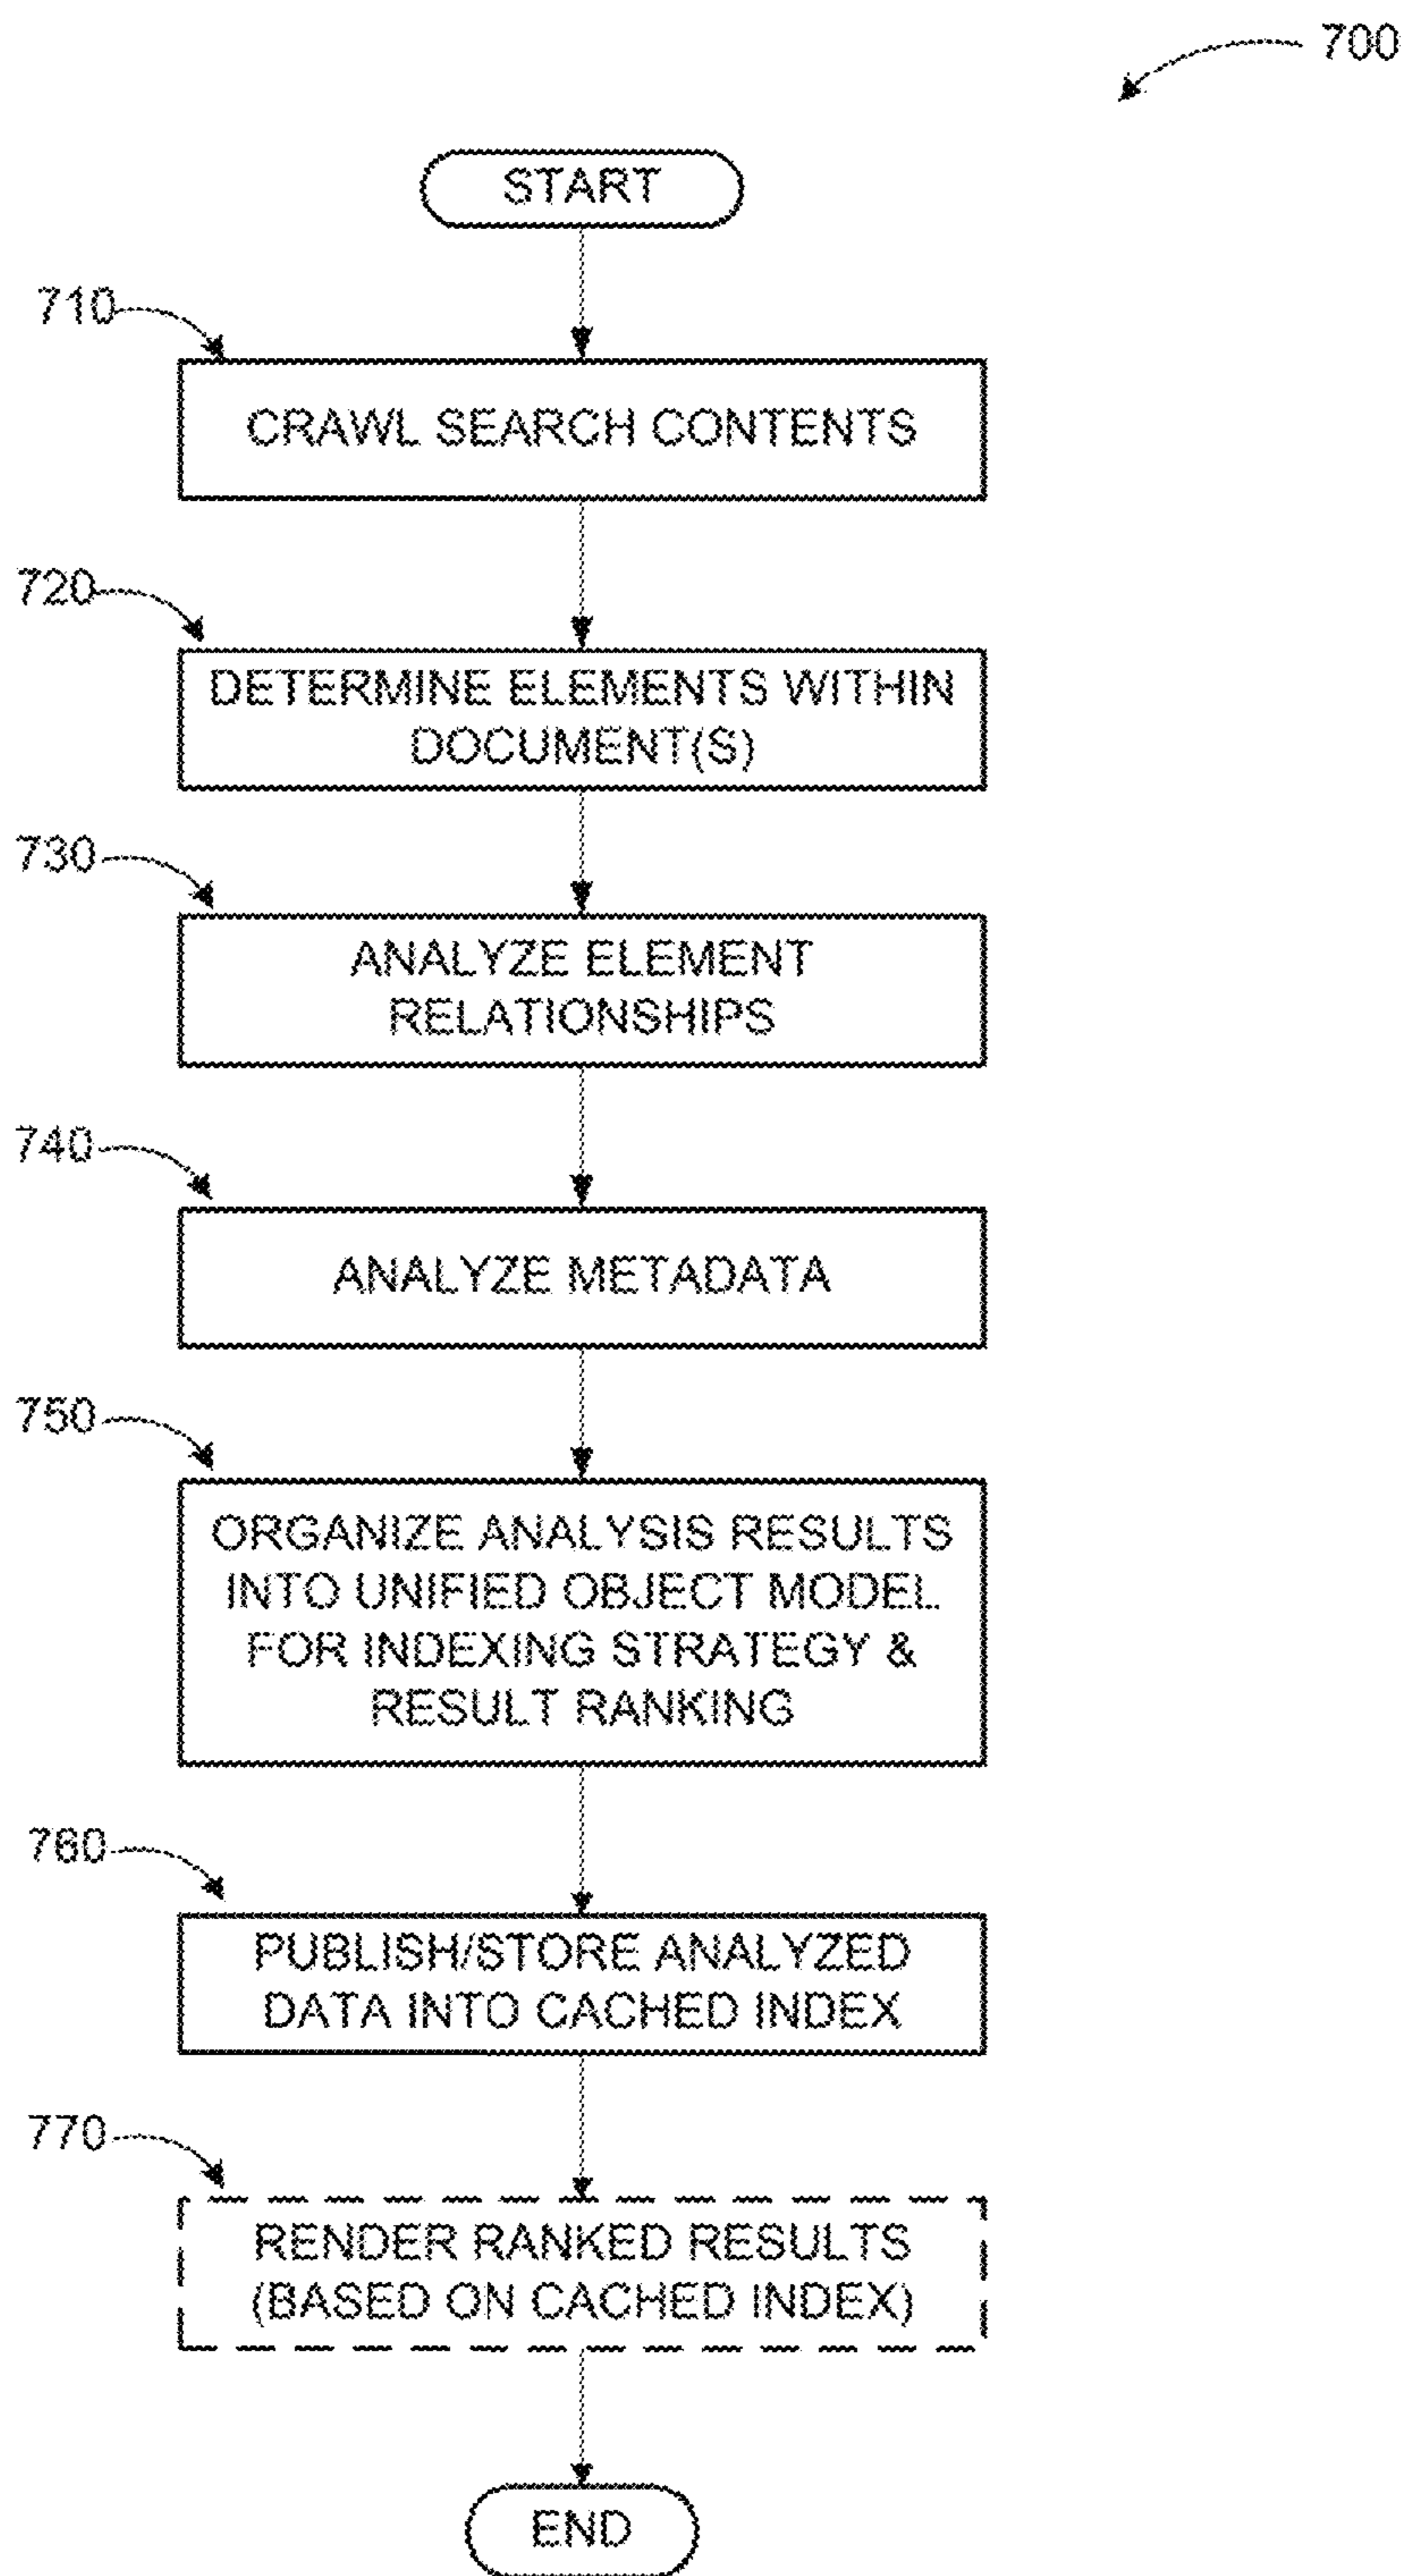 700
START
710
CRAWL SEARCH CONTENTS
720
DETERMINE ELEMENTS WITHIN
DOCUMENT(S)
730
ANALYZE ELEMENT
RELATIONSHIPS
740
ANALYZE METADATA
750
ORGANIZE ANALYSIS RESULTS
INTO UNIFIED OBJECT MODEL
FOR INDEXING STRATEGY &
RESULT RANKING
760
PUBLISH/STORE ANALYZED
DATA INTO CACHED INDEX
770
RENDER RANKED RESULTS
(BASED ON CACHED INDEX)
END